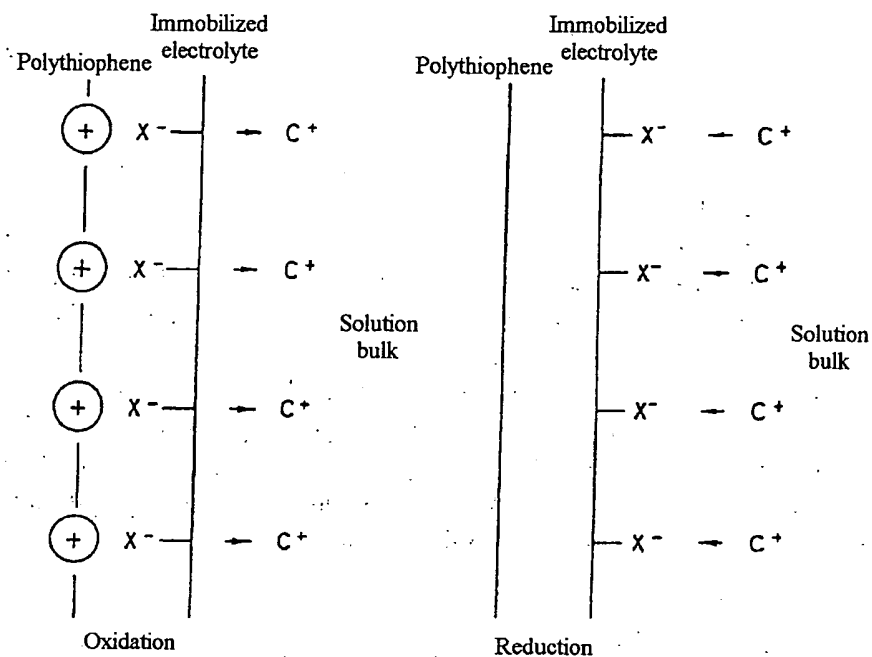 Immobilized
electrolyte
Polythiophene
+ X⁻ → C⁺
+ X⁻ → C⁺
Solution
bulk
+ X⁻ → C⁺
+ X⁻ → C⁺
Oxidation
Immobilized
electrolyte
Polythiophene
X⁻ ← C⁺
X⁻ ← C⁺
Solution
bulk
X⁻ ← C⁺
X⁻ ← C⁺
Reduction